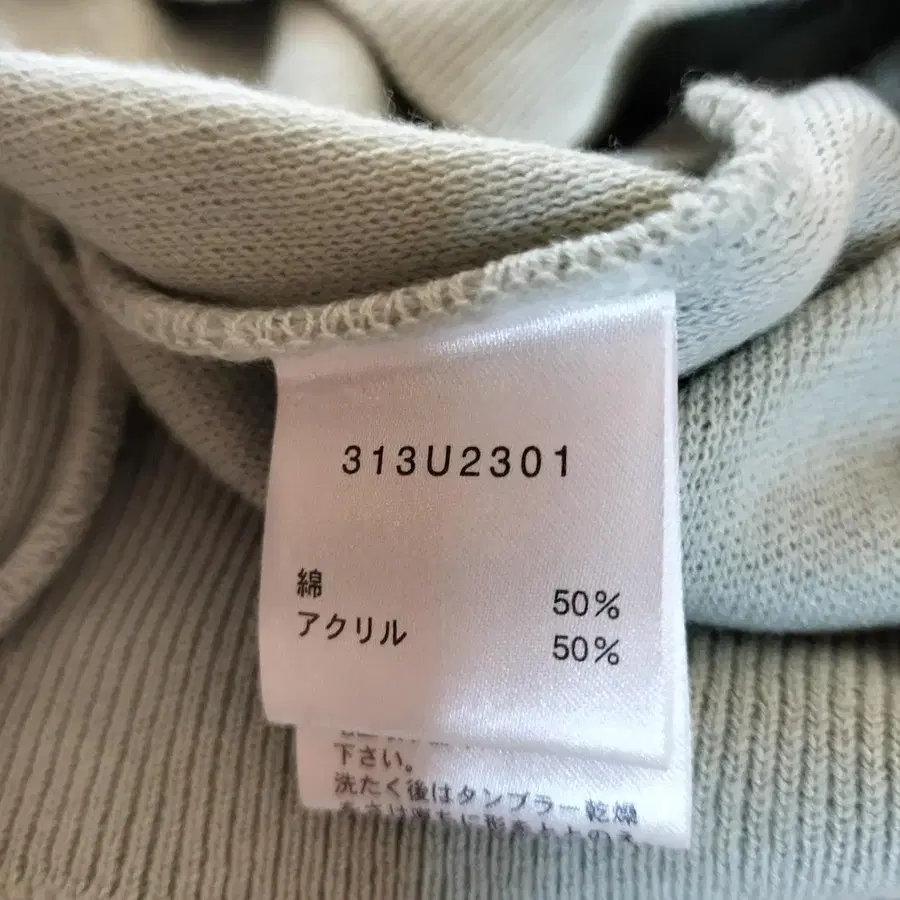 313U2301
綿 50%
アクリル 50%
下さい。
洗たく後はタンブラー乾燥